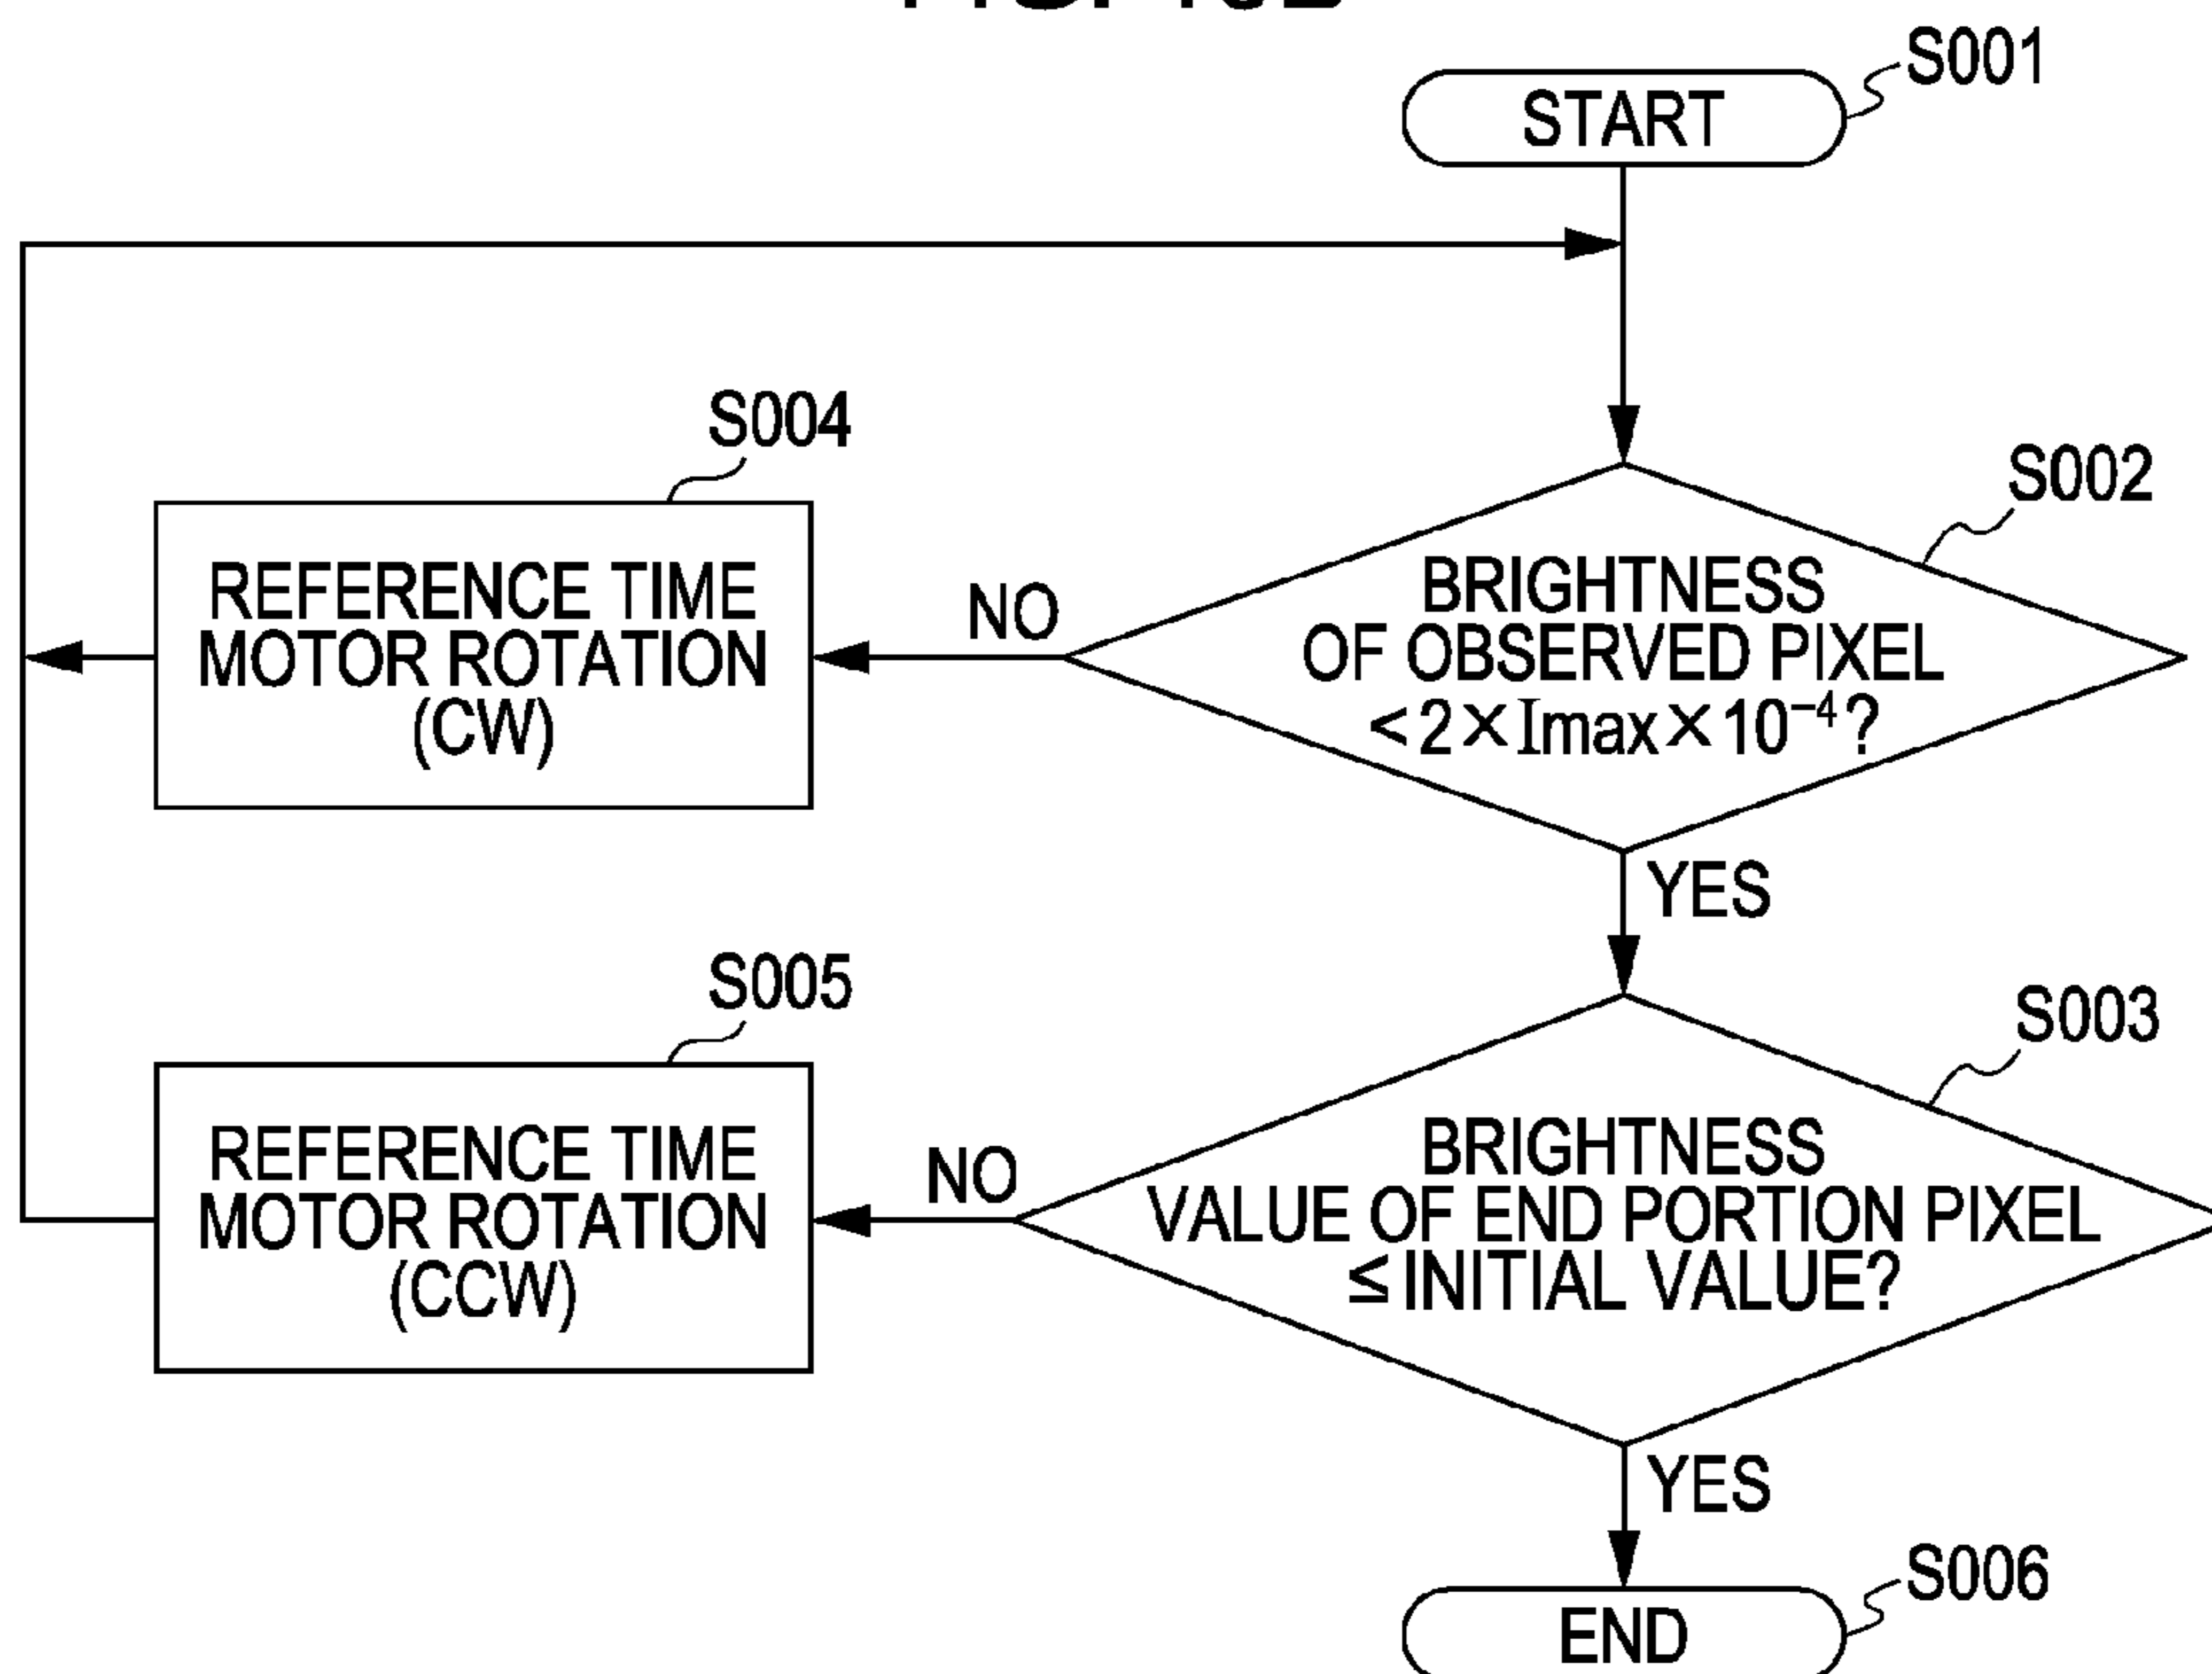 START
S001
S002
BRIGHTNESS
OF OBSERVED PIXEL
<2×Imax×10⁻⁴?
NO
S004
REFERENCE TIME
MOTOR ROTATION
(CW)
YES
S003
BRIGHTNESS
VALUE OF END PORTION PIXEL
≤INITIAL VALUE?
NO
S005
REFERENCE TIME
MOTOR ROTATION
(CCW)
YES
S006
END